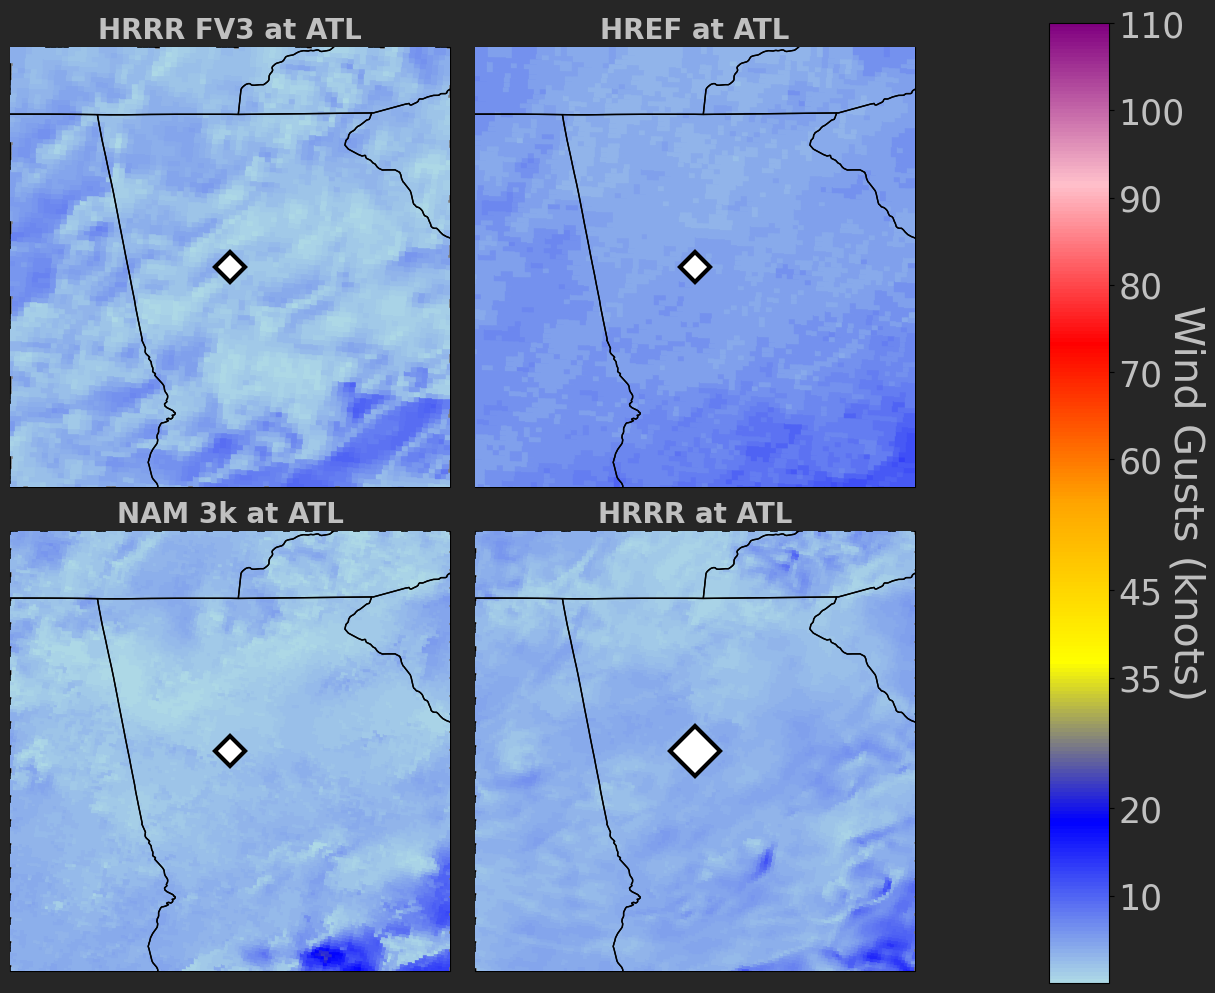 HRRR FV3 at ATL
HREF at ATL
NAM 3k at ATL
HRRR at ATL
110
100
90
80
70
60
45
35
20
10
Wind Gusts (knots)